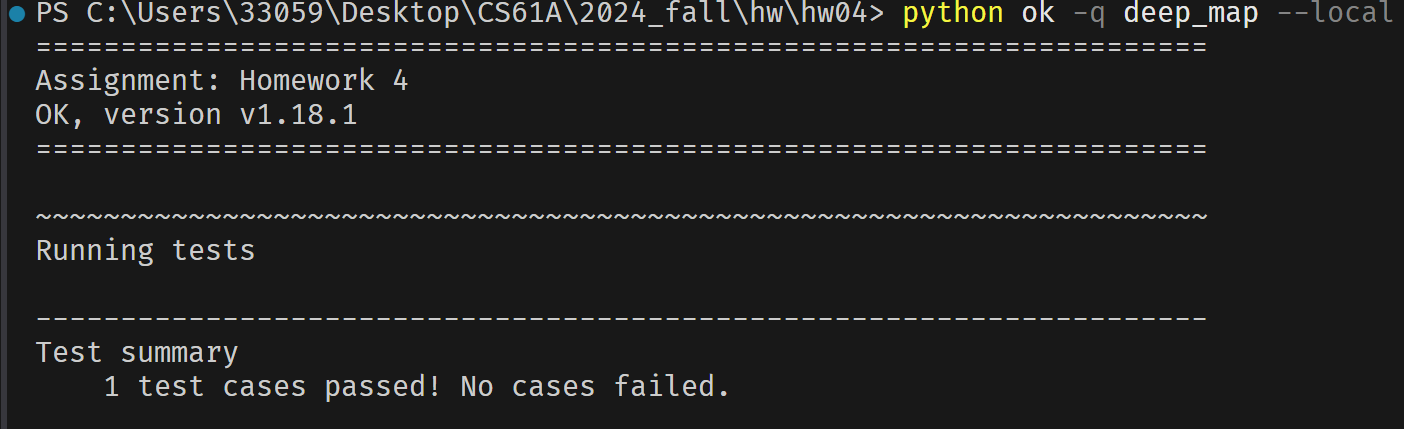 PS C:\Users\33059\Desktop\CS61A\2024_fall\hw\hw04> python ok -q deep_map --local
=====================================================================
Assignment: Homework 4
OK, version v1.18.1
=====================================================================
~~~~~~~~~~~~~~~~~~~~~~~~~~~~~~~~~~~~~~~~~~~~~~~~~~~~~~~~~~~~~~~~~~~~~
Running tests
---------------------------------------------------------------------
Test summary
    1 test cases passed! No cases failed.